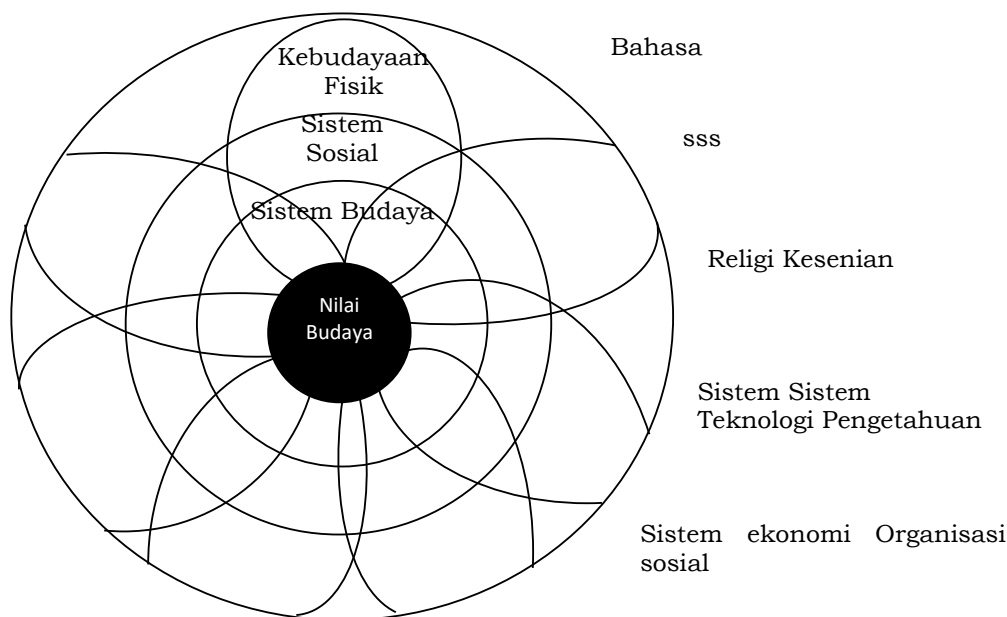 Kebudayaan
Fisik
Sistem
Sosial
Sistem Budaya
Nilai
Budaya
Bahasa
sss
Religi Kesenian
Sistem Sistem
Teknologi Pengetahuan
Sistem ekonomi Organisasi
sosial